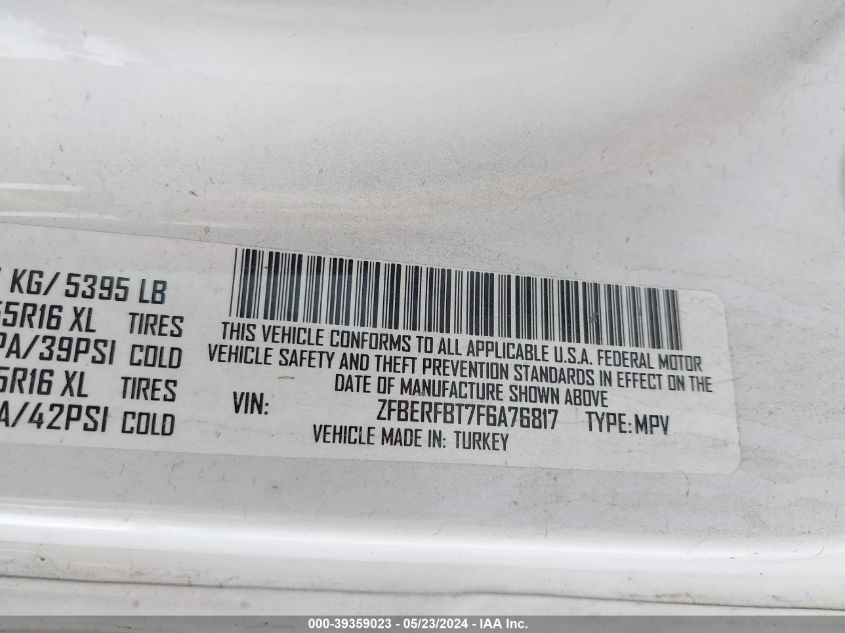 KG/ 5395 LB
5R16 XL TIRES
PA/39PSI COLD
5R16 XL TIRES
A/42PSI COLD
THIS VEHICLE CONFORMS TO ALL APPLICABLE U.S.A. FEDERAL MOTOR
VEHICLE SAFETY AND THEFT PREVENTION STANDARDS IN EFFECT ON THE
DATE OF MANUFACTURE SHOWN ABOVE
VIN: ZFBERFBT7F6A76817 TYPE: MPV
VEHICLE MADE IN: TURKEY
000-39359023 - 05/23/2024 - IAA Inc.